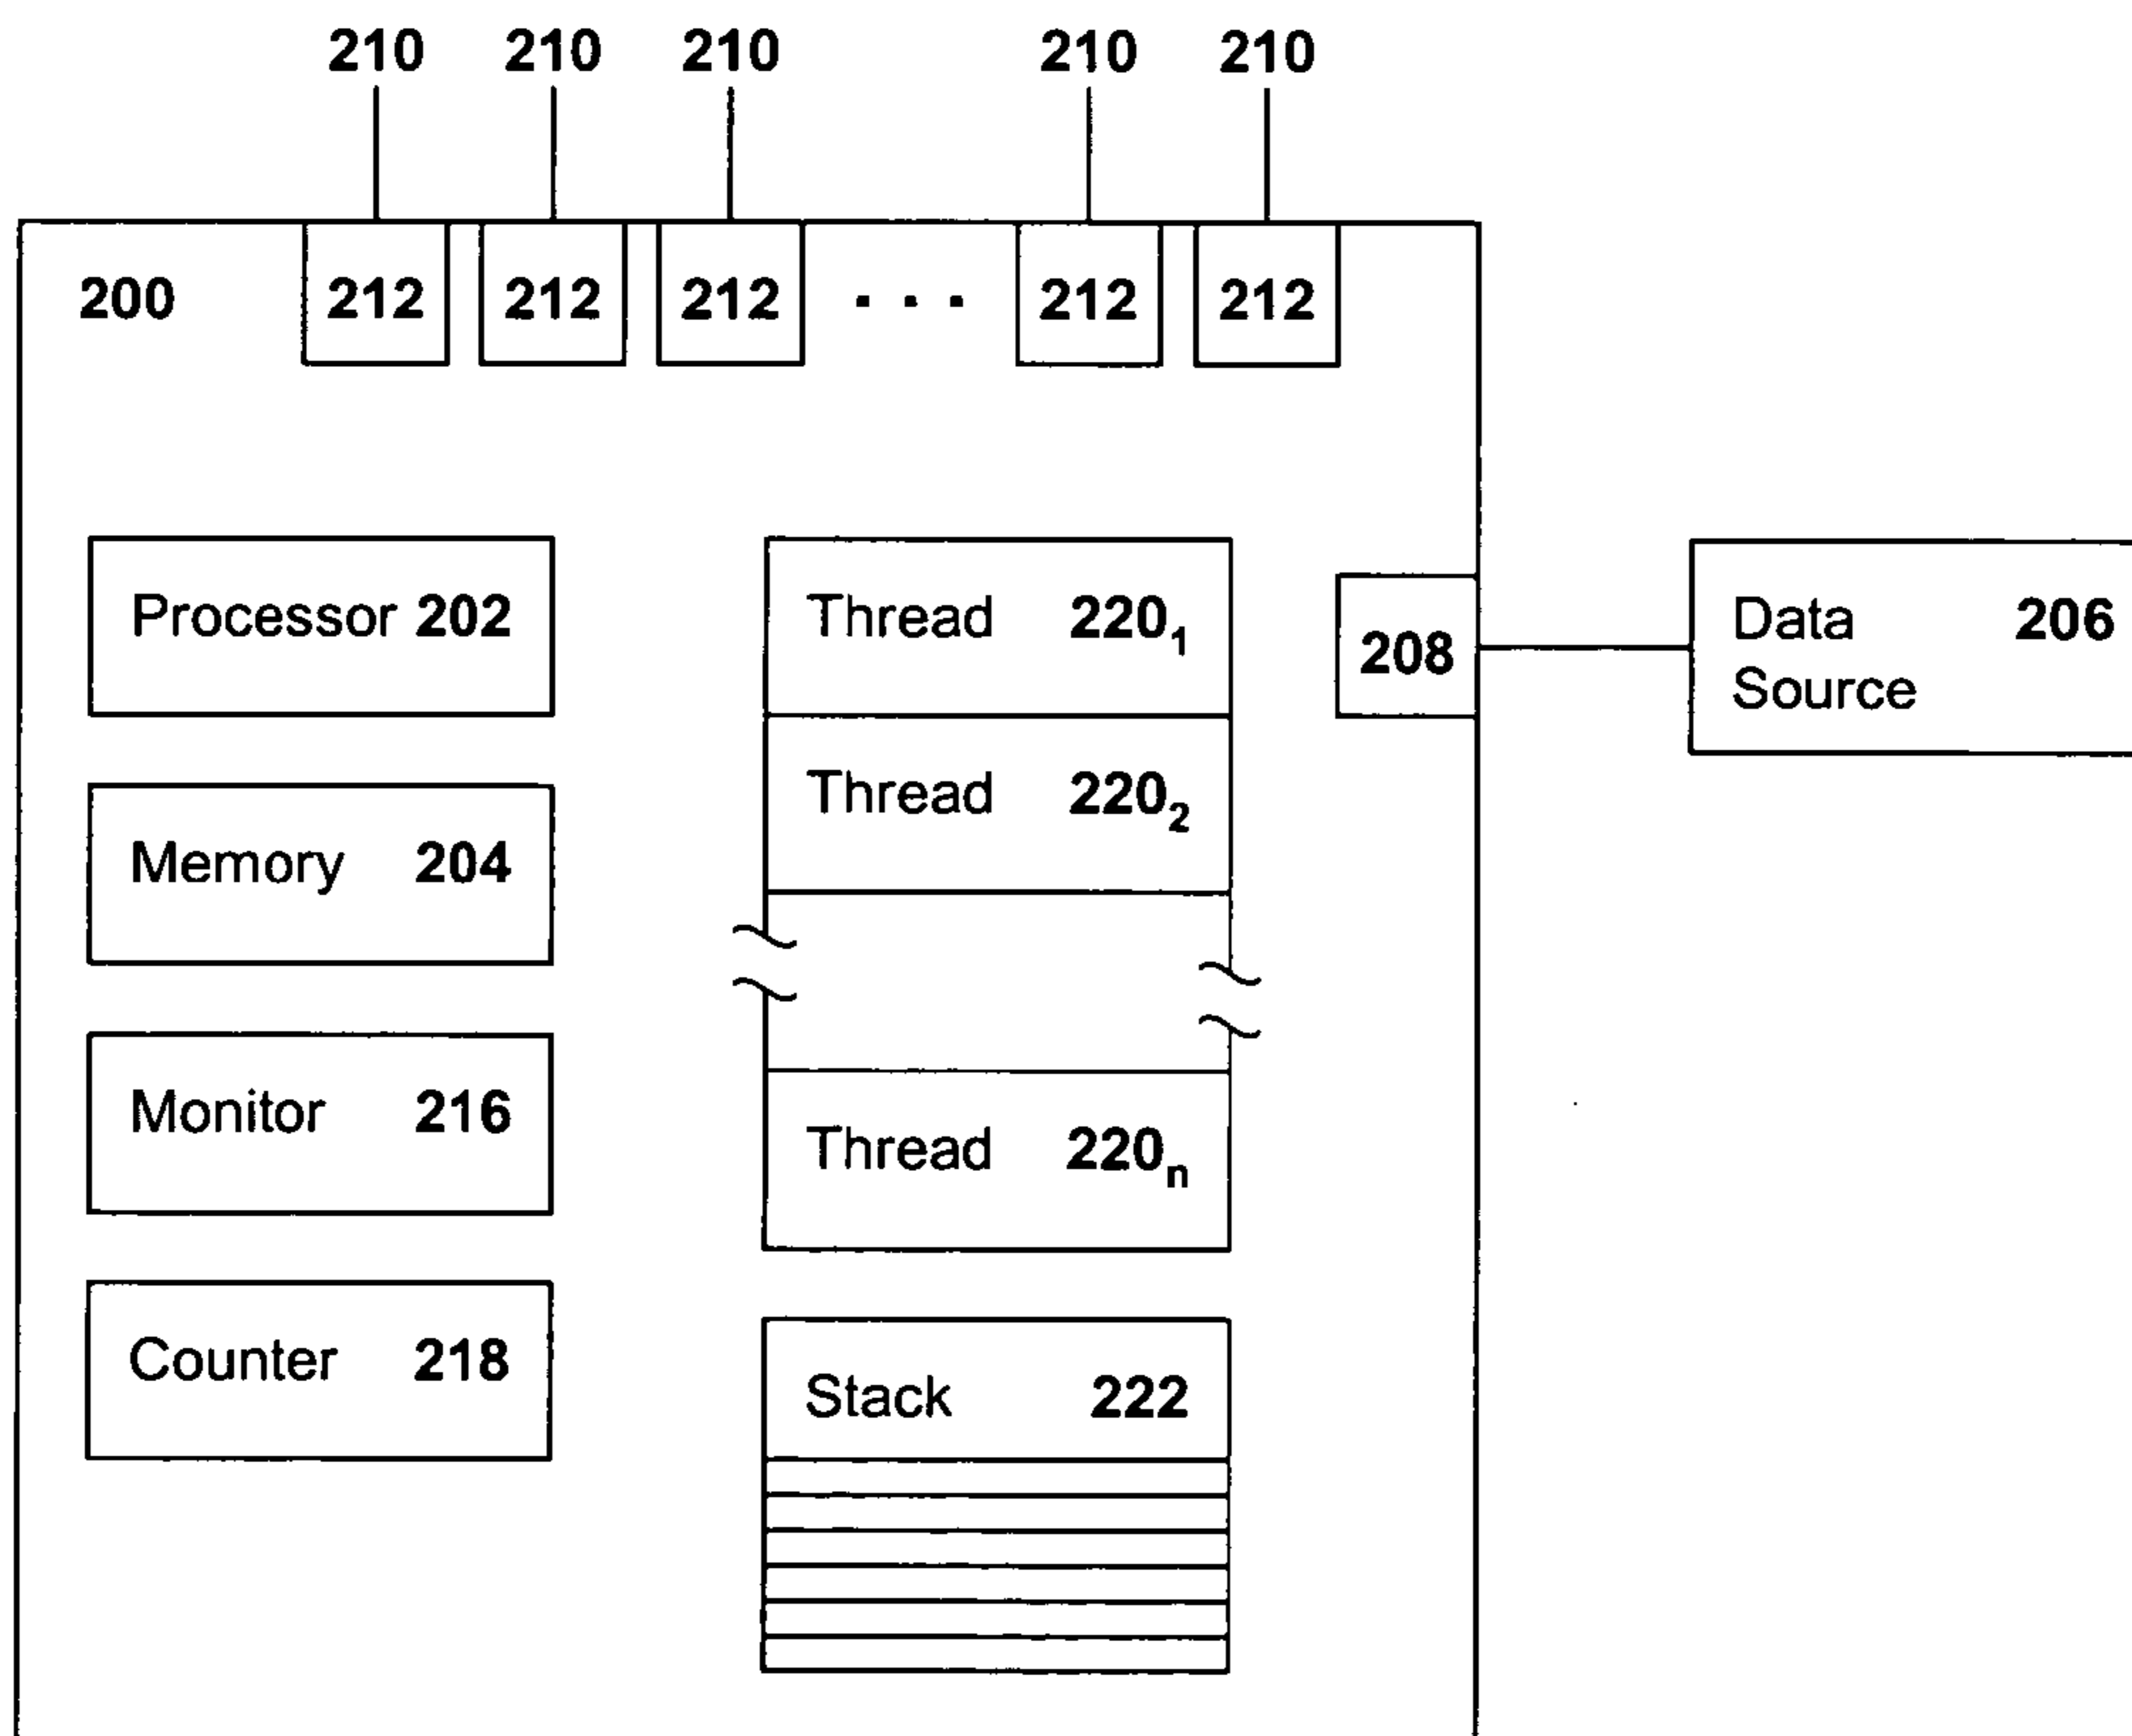 210 210 210 210 210
200 212 212 212 . . . 212 212
Processor 202
Memory 204
Monitor 216
Counter 218
Thread 220₁
Thread 220₂
Thread 220ₙ
Stack 222
208
Data 206
Source